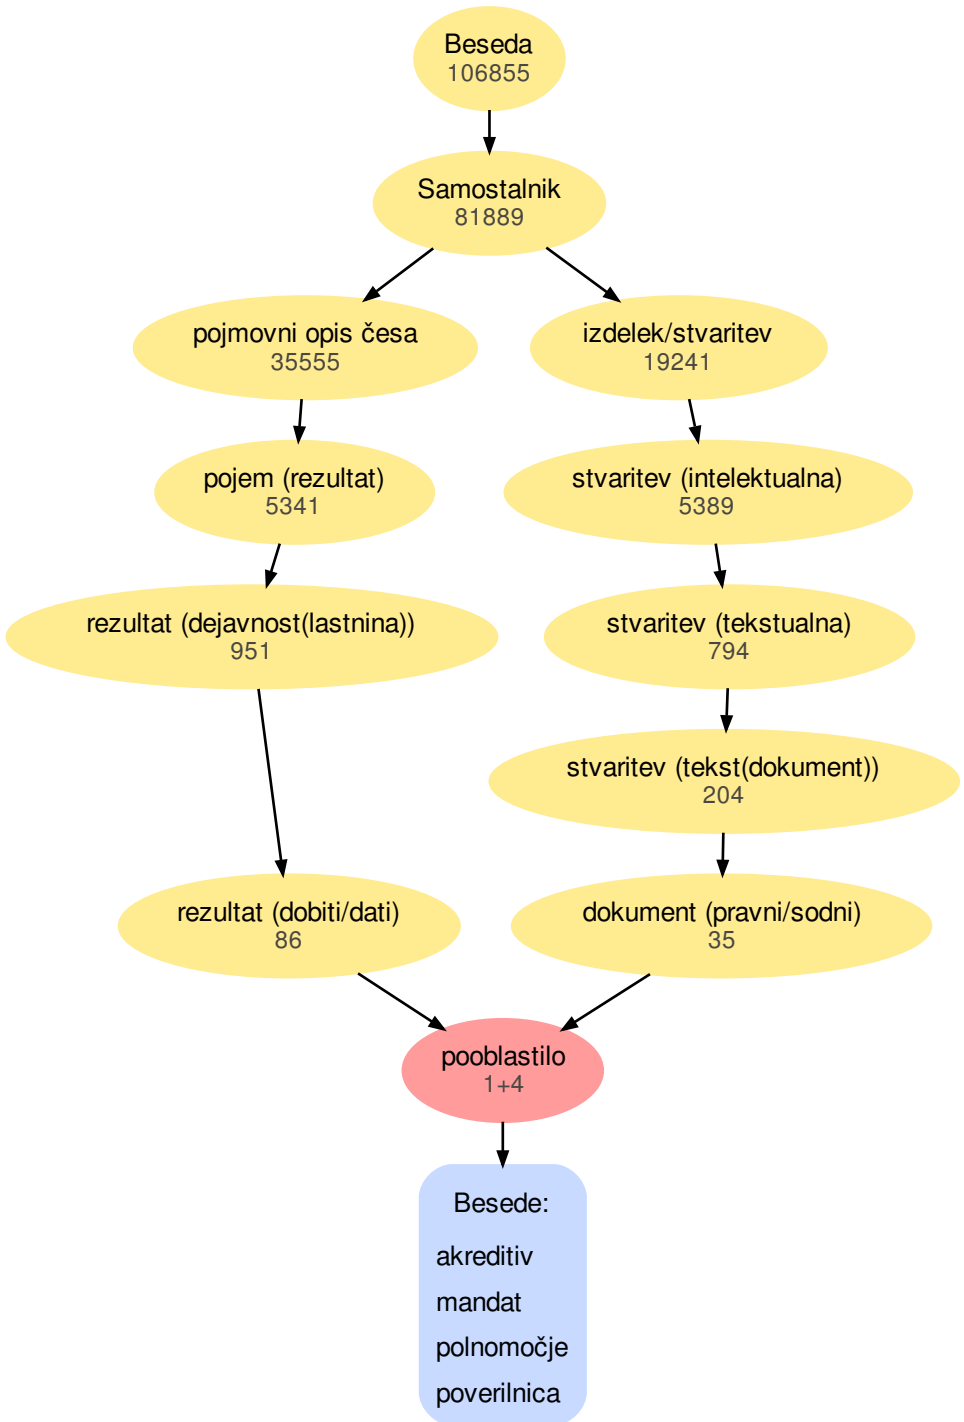 Beseda
106855
Samostalnik
81889
pojmovni opis česa
35555
izdelek/stvaritev
19241
pojem (rezultat)
5341
stvaritev (intelektualna)
5389
rezultat (dejavnost(lastnina))
951
stvaritev (tekstualna)
794
stvaritev (tekst(dokument))
204
rezultat (dobiti/dati)
86
dokument (pravni/sodni)
35
pooblastilo
1+4
Besede:
akreditiv
mandat
polnomočje
poverilnica